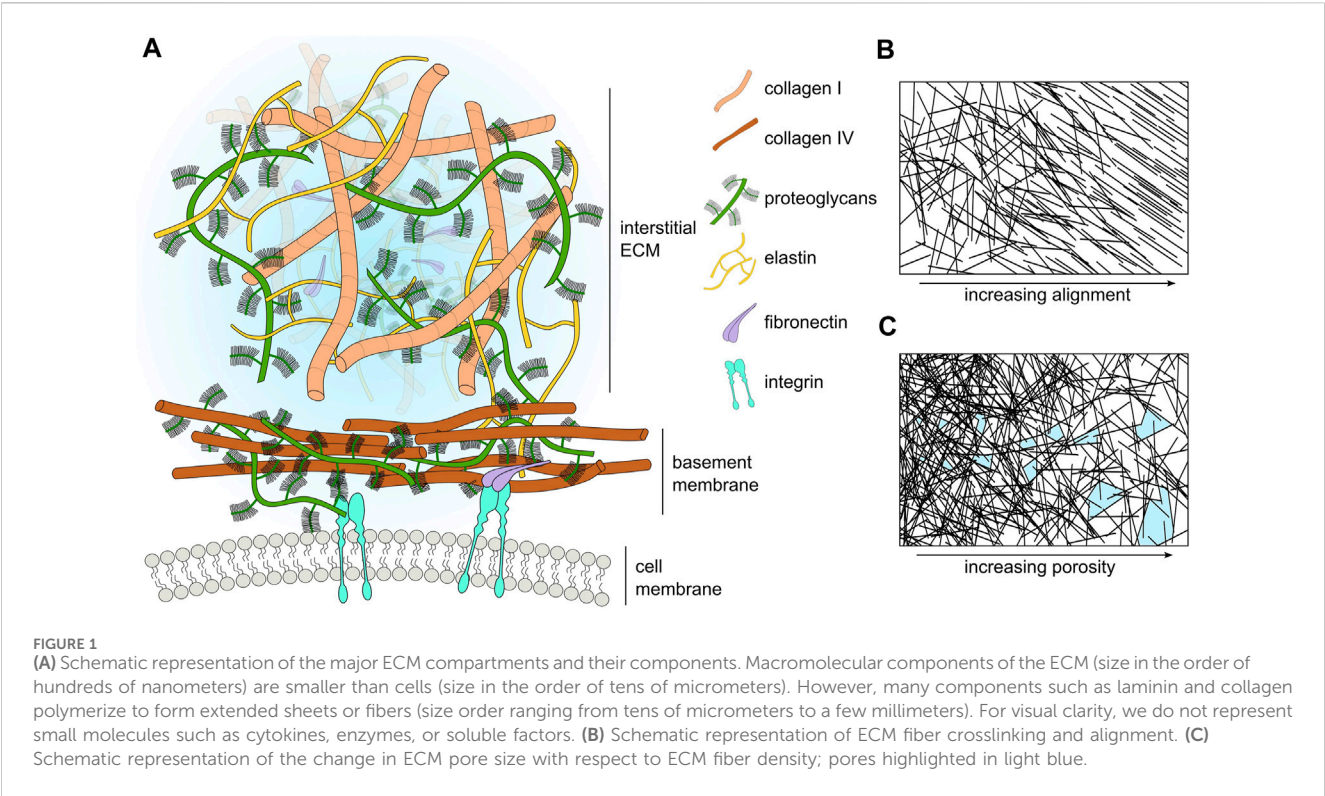 A
interstitial
ECM
basement
membrane
cell
membrane
collagen I
collagen IV
proteoglycans
elastin
fibronectin
integrin
B
increasing alignment
C
increasing porosity
FIGURE 1
(A) Schematic representation of the major ECM compartments and their components. Macromolecular components of the ECM (size in the order of
hundreds of nanometers) are smaller than cells (size in the order of tens of micrometers). However, many components such as laminin and collagen
polymerize to form extended sheets or fibers (size order ranging from tens of micrometers to a few millimeters). For visual clarity, we do not represent
small molecules such as cytokines, enzymes, or soluble factors. (B) Schematic representation of ECM fiber crosslinking and alignment. (C)
Schematic representation of the change in ECM pore size with respect to ECM fiber density; pores highlighted in light blue.